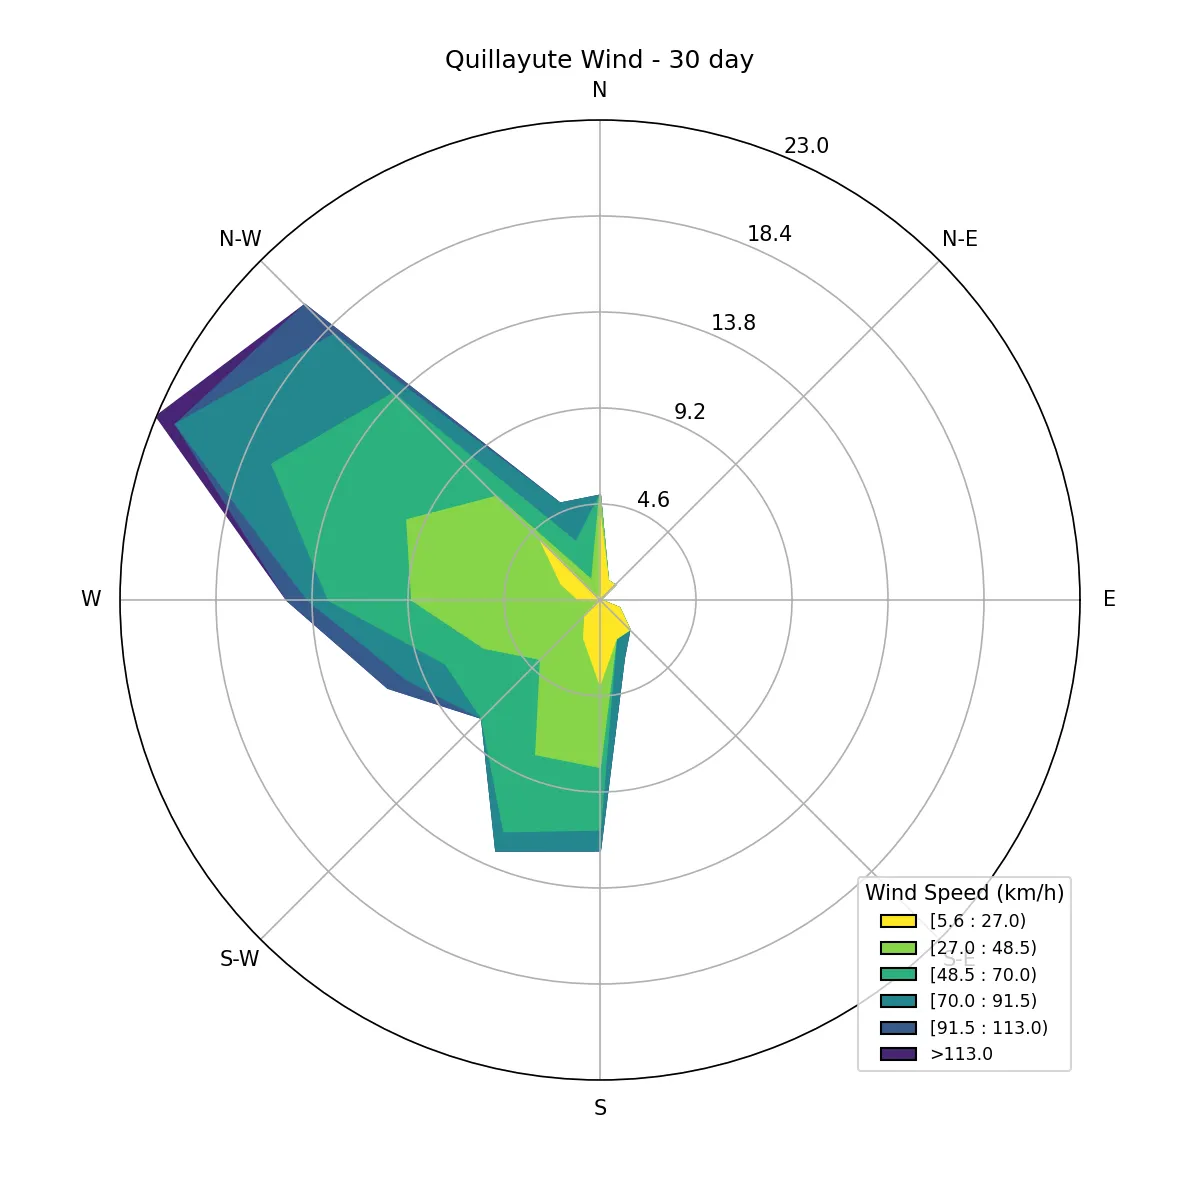 Quillayute Wind - 30 day
N
23.0
18.4
N-W
N-E
13.8
9.2
4.6
W
E
S-W
S-E
S
Wind Speed (km/h)
[5.6 : 27.0)
[27.0 : 48.5)
[48.5 : 70.0)
[70.0 : 91.5)
[91.5 : 113.0)
>113.0